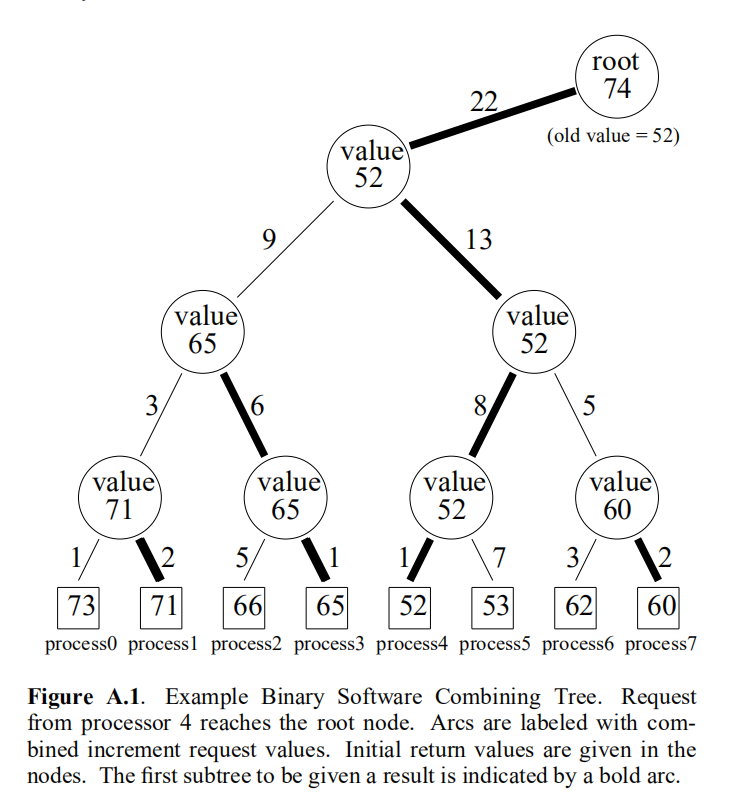 root
74
22
(old value = 52)
value
52
9
13
value
65
value
52
3
6
8
5
value
71
value
65
value
52
value
60
1
2
5
1
1
7
3
2
73
71
66
65
52
53
62
60
process0 process1 process2 process3 process4 process5 process6 process7
Figure A.1. Example Binary Software Combining Tree. Request
from processor 4 reaches the root node. Arcs are labeled with com-
bined increment request values. Initial return values are given in the
nodes. The first subtree to be given a result is indicated by a bold arc.